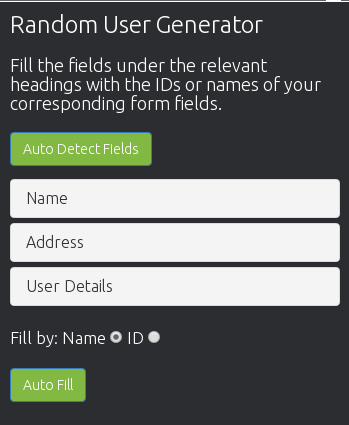 Random User Generator
Fill the fields under the relevant
headings with the IDs or names of your
corresponding form fields.
Auto Detect Fields
Name
Address
User Details
Fill by: Name ID
Auto Fill